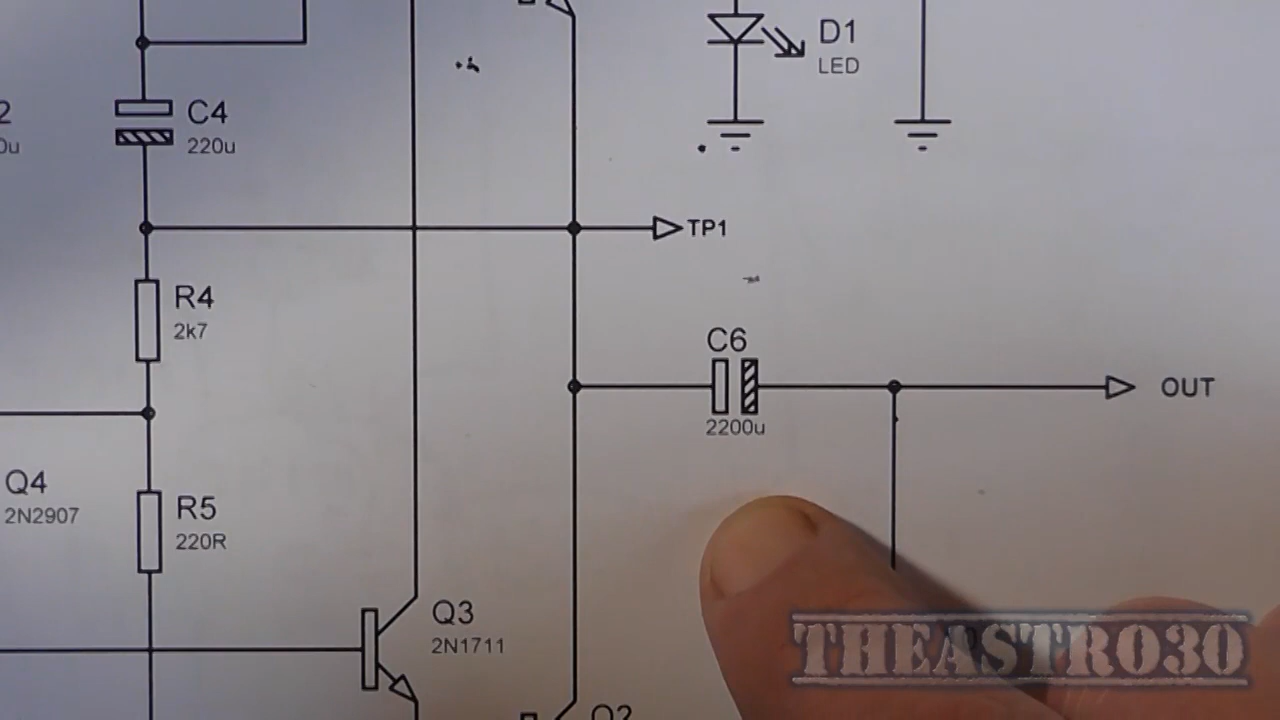 D1
LED
2
0u
C4
220u
TP1
R4
2k7
C6
2200u
OUT
Q4
2N2907
R5
220R
Q3
2N1711
Q2
THEASTRO30